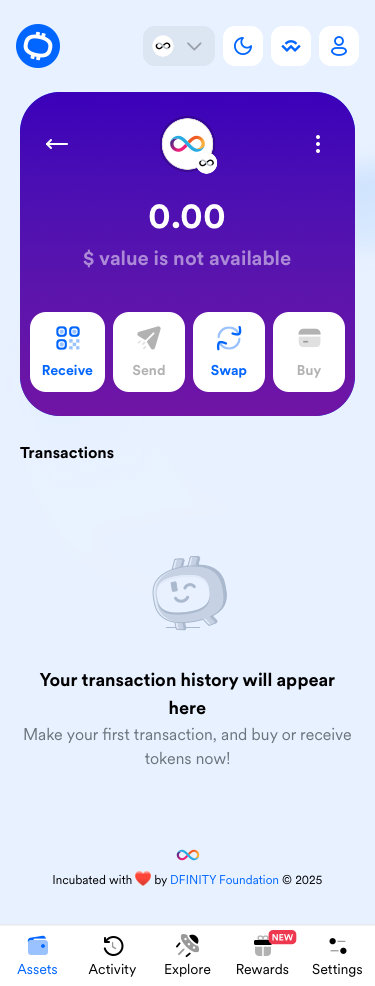 0.00
$ value is not available
Receive
Send
Swap
Buy
Transactions
Your transaction history will appear
here
Make your first transaction, and buy or receive
tokens now!
Incubated with ❤️ by DFINITY Foundation © 2025
NEW
Assets
Activity
Explore
Rewards
Settings